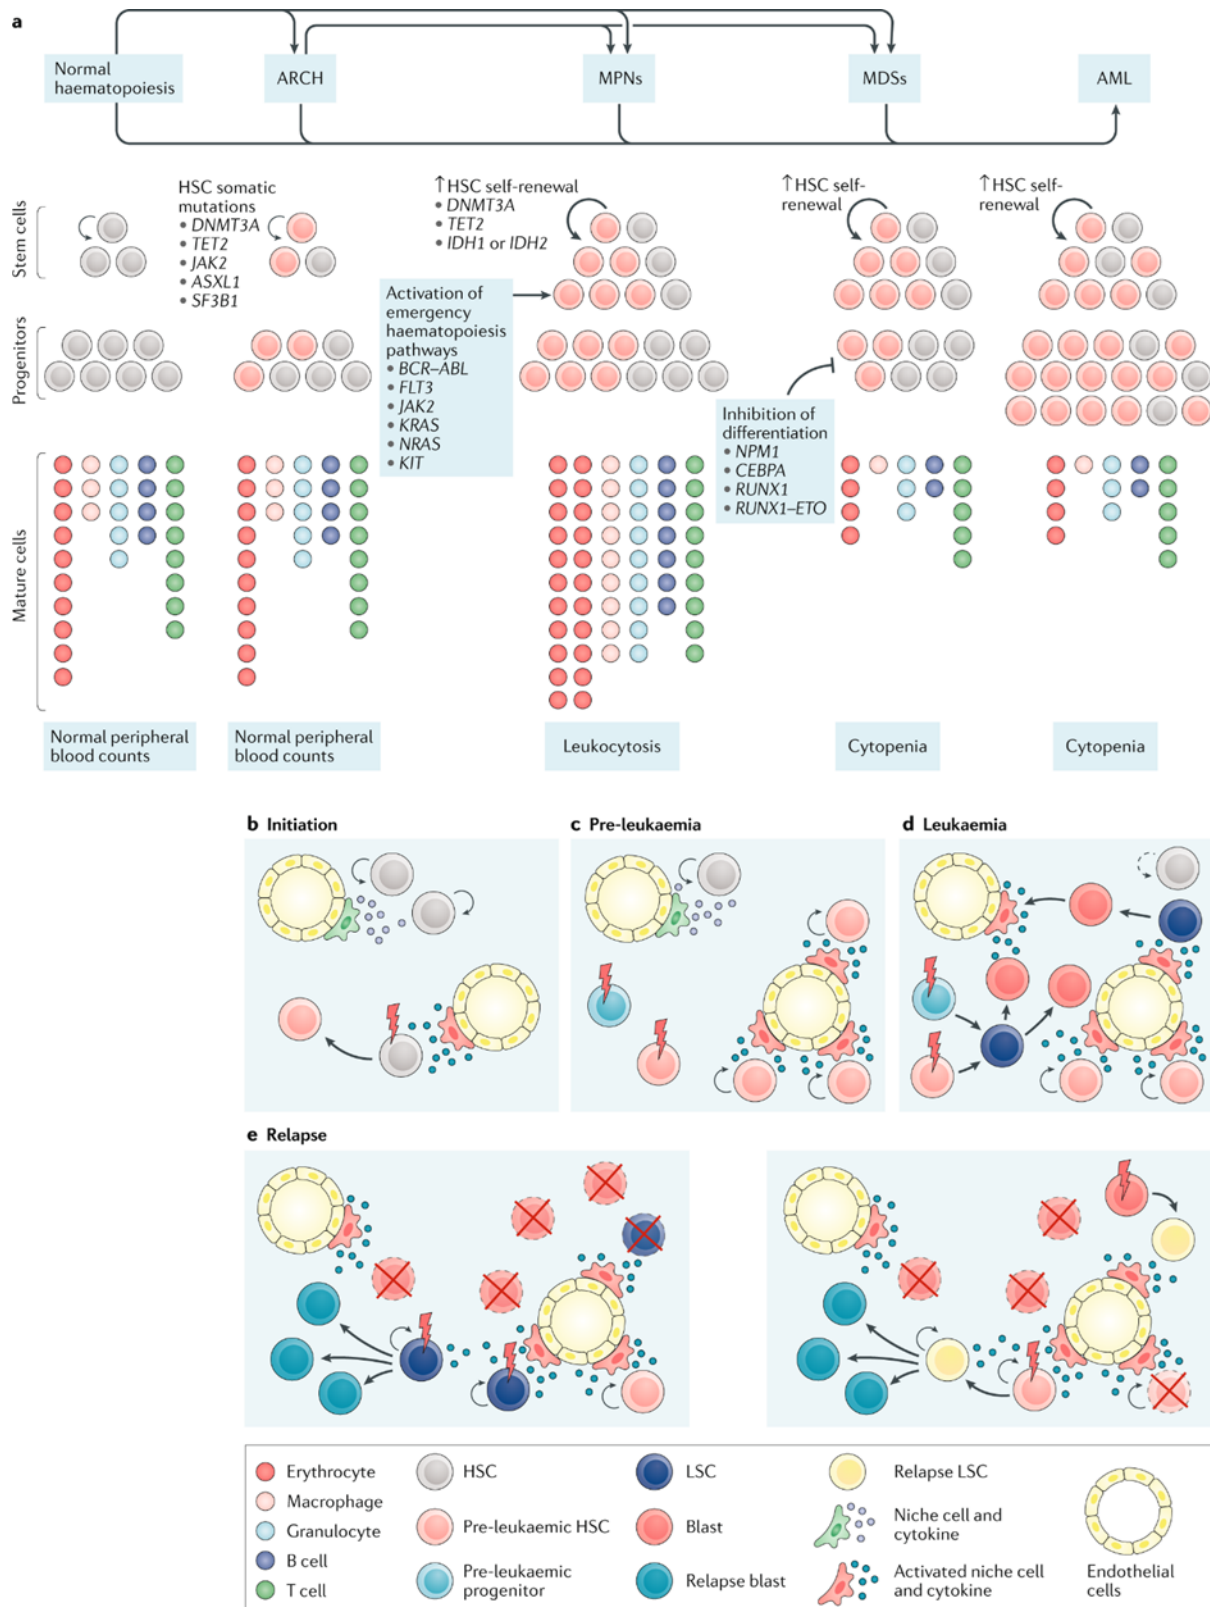 a
Normal
haematopoiesis
ARCH
MPNs
MDSs
AML
Stem cells
Progenitors
Mature cells
HSC somatic
mutations
• DNMT3A
• TET2
• JAK2
• ASXL1
• SF3B1
↑HSC self-renewal
• DNMT3A
• TET2
• IDH1 or IDH2
↑HSC self-
renewal
↑HSC self-
renewal
Activation of
emergency
haematopoiesis
pathways
• BCR–ABL
• FLT3
• JAK2
• KRAS
• NRAS
• KIT
Inhibition of
differentiation
• NPM1
• CEBPA
• RUNX1
• RUNX1–ETO
Normal peripheral
blood counts
Normal peripheral
blood counts
Leukocytosis
Cytopenia
Cytopenia
b Initiation
c Pre-leukaemia
d Leukaemia
e Relapse
Erythrocyte
Macrophage
Granulocyte
B cell
T cell
HSC
Pre-leukaemic HSC
Pre-leukaemic
progenitor
LSC
Blast
Relapse blast
Relapse LSC
Niche cell and
cytokine
Activated niche cell
and cytokine
Endothelial
cells